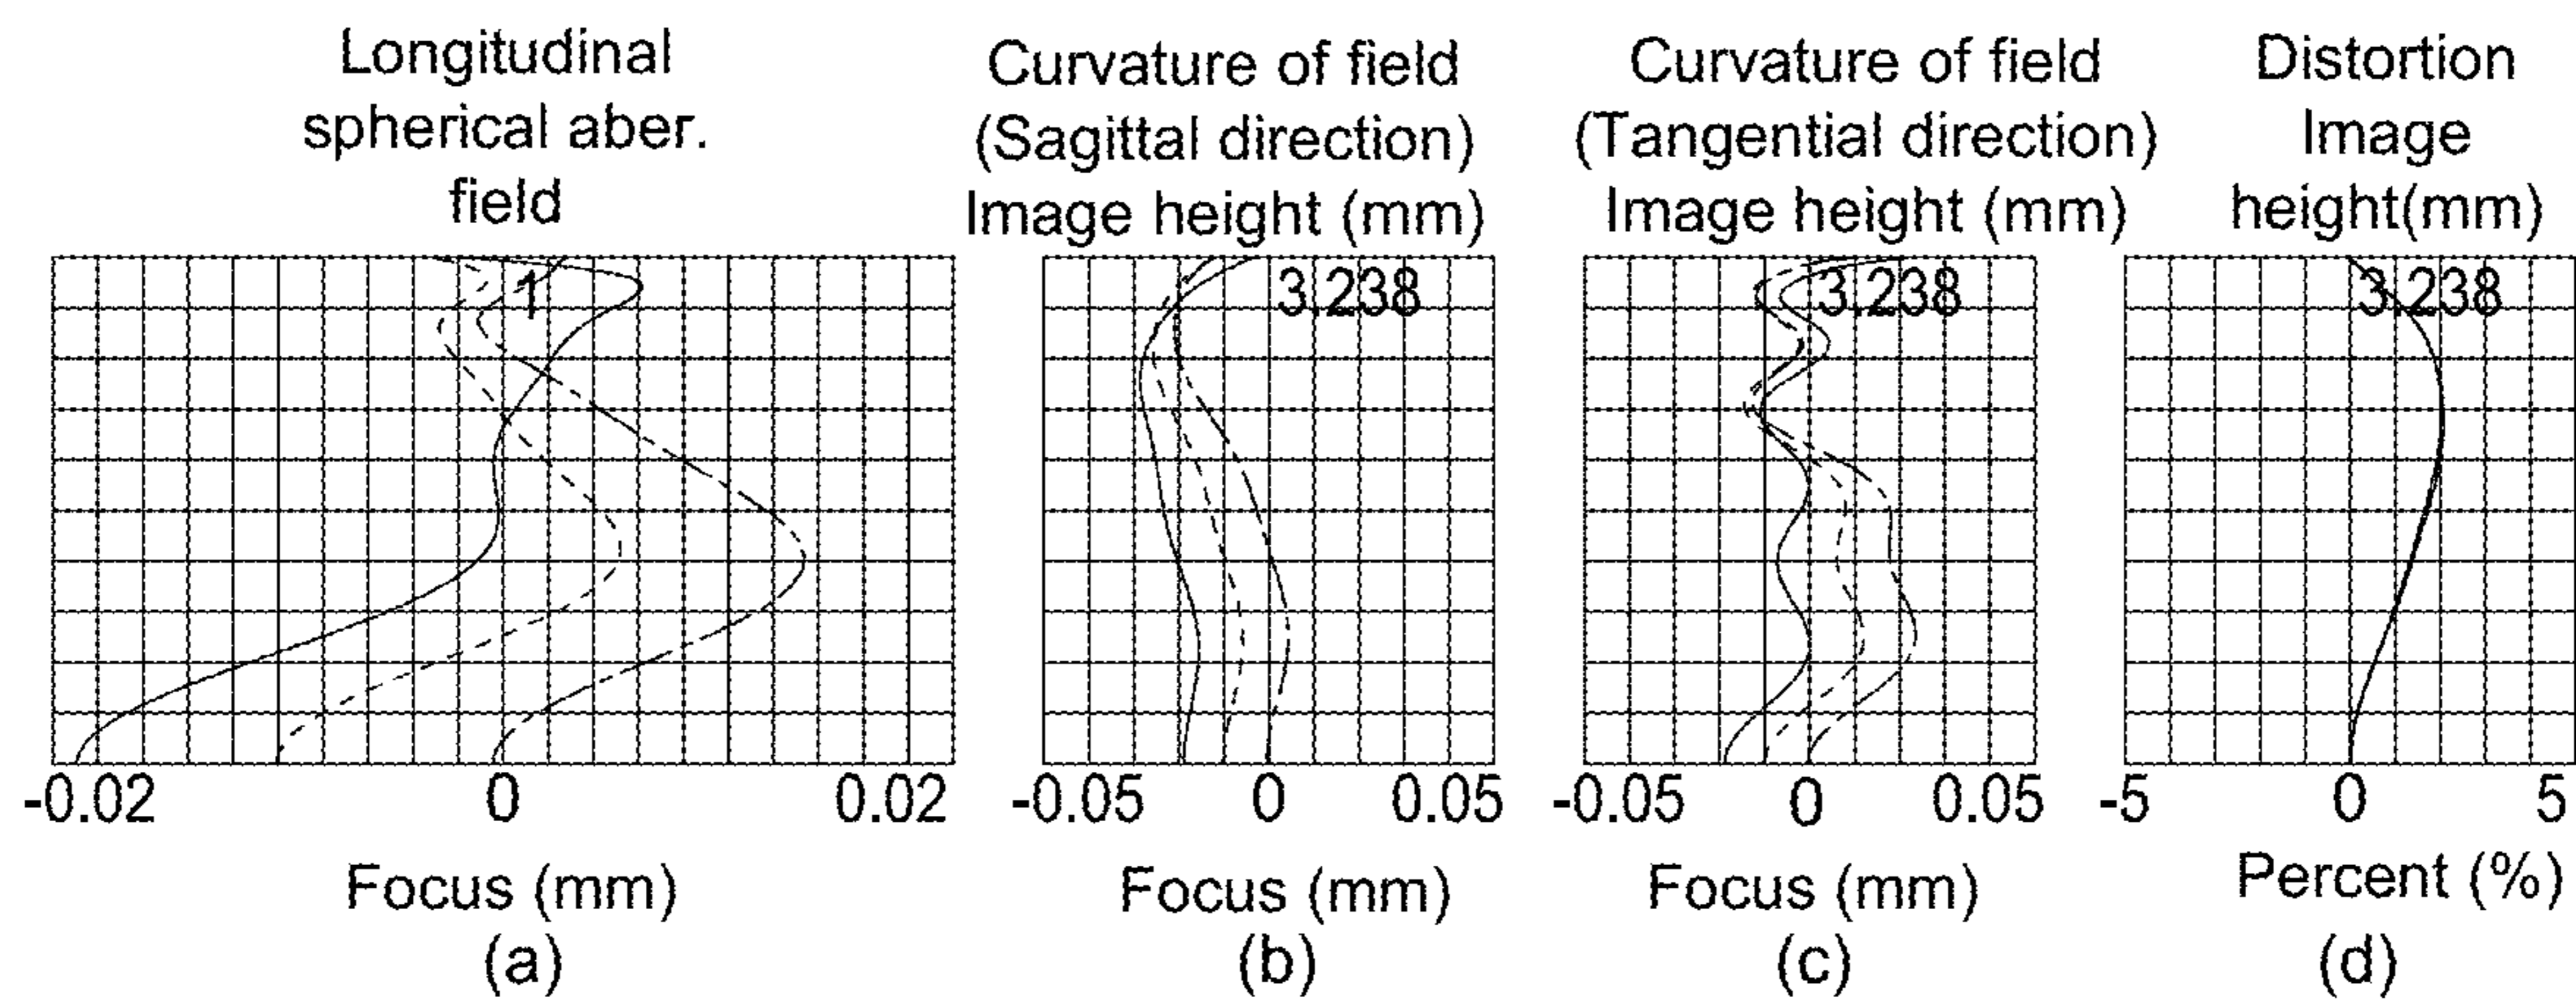 Longitudinal
spherical aber.
field
1
-0.02 0 0.02
Focus (mm)
(a)
Curvature of field
(Sagittal direction)
Image height (mm)
3.238
-0.05 0 0.05
Focus (mm)
(b)
Curvature of field
(Tangential direction)
Image height (mm)
3.238
-0.05 0 0.05
Focus (mm)
(c)
Distortion
Image
height(mm)
3.238
-5 0 5
Percent (%)
(d)